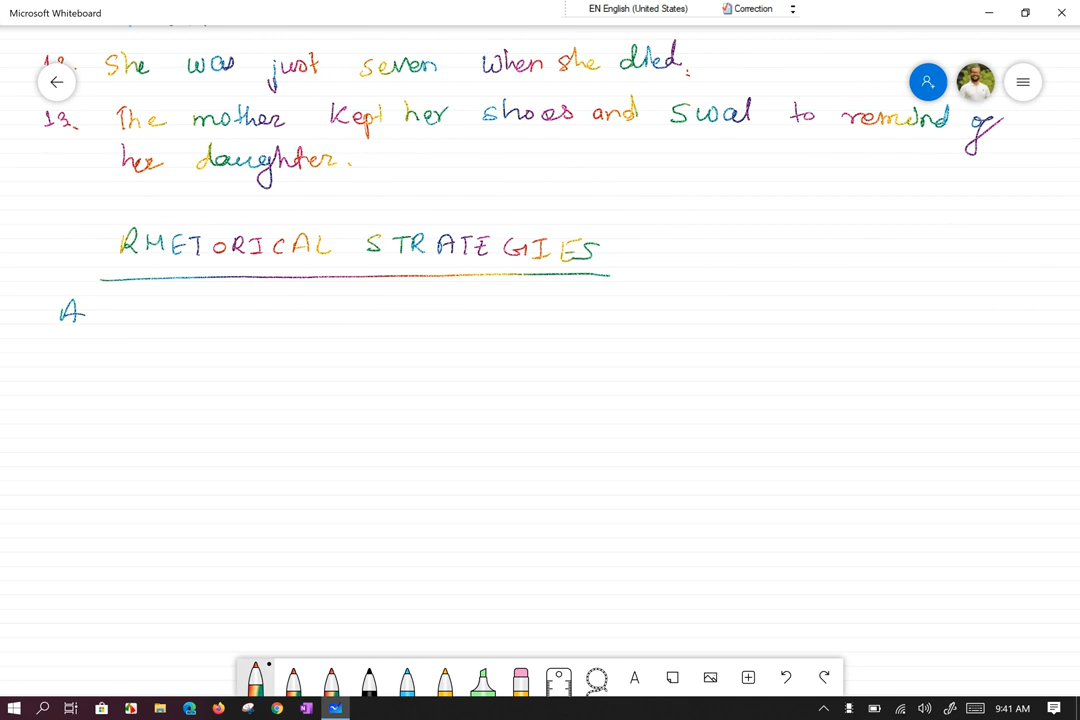 Microsoft Whiteboard
EN English (United States)
Correction
12. She was just seven when she died.
13. The mother kept her shoes and swal to remind of
her daughter.
RHETORICAL STRATEGIES
A
9:41 AM